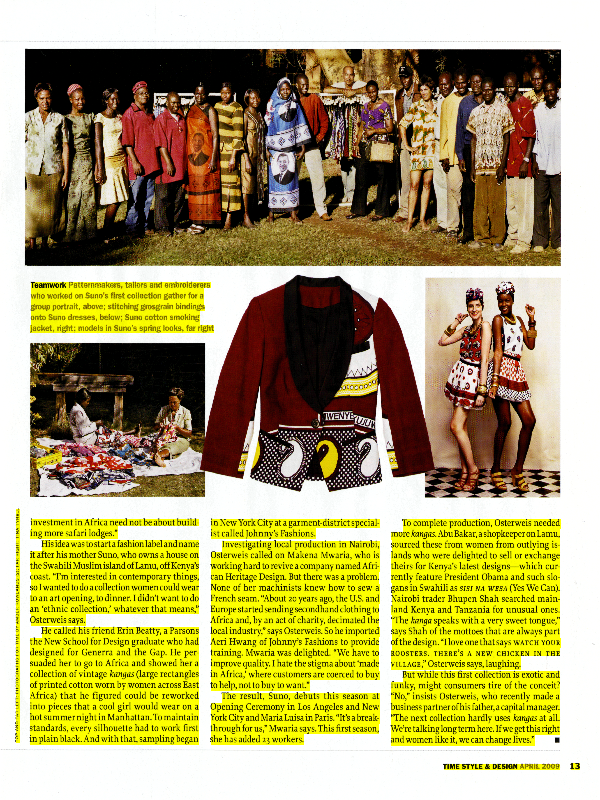 Teamwork Patternmakers, tailors and embroiderers
who worked on Suno's first collection gather for a
group portrait, above; stitching grosgrain bindings
onto Suno dresses, below; Suno cotton smoking
jacket, right; models in Suno's spring looks, far right
investment in Africa need not be about build-
ing more safari lodges."
His idea was to start a fashion label and name
it after his mother Suno, who owns a house on
the Swahili Muslim island of Lamu, off Kenya's
coast. "I'm interested in contemporary things,
so I wanted to do a collection women could wear
to an art opening, to dinner. I didn't want to do
an 'ethnic collection,' whatever that means,"
Osterweis says.
He called his friend Erin Beatty, a Parsons
the New School for Design graduate who had
designed for Generra and the Gap. He per-
suaded her to go to Africa and showed her a
collection of vintage kangas (large rectangles
of printed cotton worn by women across East
Africa) that he figured could be reworked
into pieces that a cool girl would wear on a
hot summer night in Manhattan. To maintain
standards, every silhouette had to work first
in plain black. And with that, sampling began
in New York City at a garment-district special-
ist called Johnny's Fashions.
Investigating local production in Nairobi,
Osterweis called on Makena Mwaria, who is
working hard to revive a company named Afri-
can Heritage Design. But there was a problem.
None of her machinists knew how to sew a
French seam. "About 20 years ago, the U.S. and
Europe started sending secondhand clothing to
Africa and, by an act of charity, decimated the
local industry," says Osterweis. So he imported
Aeri Hwang of Johnny's Fashions to provide
training. Mwaria was delighted. "We have to
improve quality. I hate the stigma about 'made
in Africa,' where customers are coerced to buy
to help, not to buy to want."
The result, Suno, debuts this season at
Opening Ceremony in Los Angeles and New
York City and Maria Luisa in Paris. "It's a break-
through for us," Mwaria says. This first season,
she has added 23 workers.
To complete production, Osterweis needed
more kangas. Abu Bakar, a shopkeeper on Lamu,
sourced these from women from outlying is-
lands who were delighted to sell or exchange
theirs for Kenya's latest designs—which cur-
rently feature President Obama and such slo-
gans in Swahili as SISI NA WEZA (Yes We Can).
Nairobi trader Bhupen Shah searched main-
land Kenya and Tanzania for unusual ones.
"The kanga speaks with a very sweet tongue,"
says Shah of the mottoes that are always part
of the design. "I love one that says WATCH YOUR
ROOSTERS. THERE'S A NEW CHICKEN IN THE
VILLAGE," Osterweis says, laughing.
But while this first collection is exotic and
funky, might consumers tire of the conceit?
"No," insists Osterweis, who recently made a
business partner of his father, a capital manager.
"The next collection hardly uses kangas at all.
We're talking long term here. If we get this right
and women like it, we can change lives."
TIME STYLE & DESIGN APRIL 2009 13